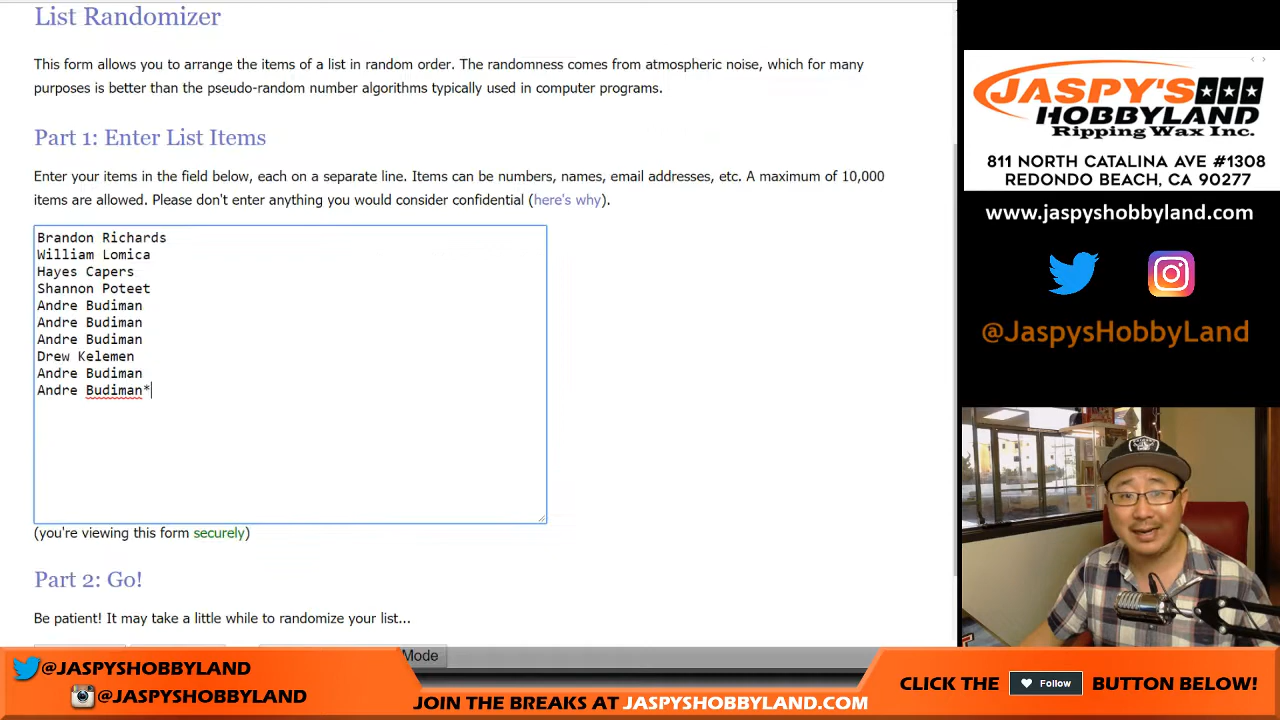 List Randomizer
This form allows you to arrange the items of a list in random order. The randomness comes from atmospheric noise, which for many
purposes is better than the pseudo-random number algorithms typically used in computer programs.
Part 1: Enter List Items
Enter your items in the field below, each on a separate line. Items can be numbers, names, email addresses, etc. A maximum of 10,000
items are allowed. Please don't enter anything you would consider confidential (here's why).
Brandon Richards
William Lomica
Hayes Capers
Shannon Poteet
Andre Budiman
Andre Budiman
Andre Budiman
Drew Kelemen
Andre Budiman
Andre Budiman*
(you're viewing this form securely)
Part 2: Go!
Be patient! It may take a little while to randomize your list...
Mode
JASPY'S
HOBBYLAND
Ripping Wax Inc.
811 NORTH CATALINA AVE #1308
REDONDO BEACH, CA 90277
www.jaspyshobbyland.com
@JaspysHobbyLand
@JASPYSHOBBYLAND
@JASPYSHOBBYLAND
JOIN THE BREAKS AT JASPYSHOBBYLAND.COM
CLICK THE Follow BUTTON BELOW!